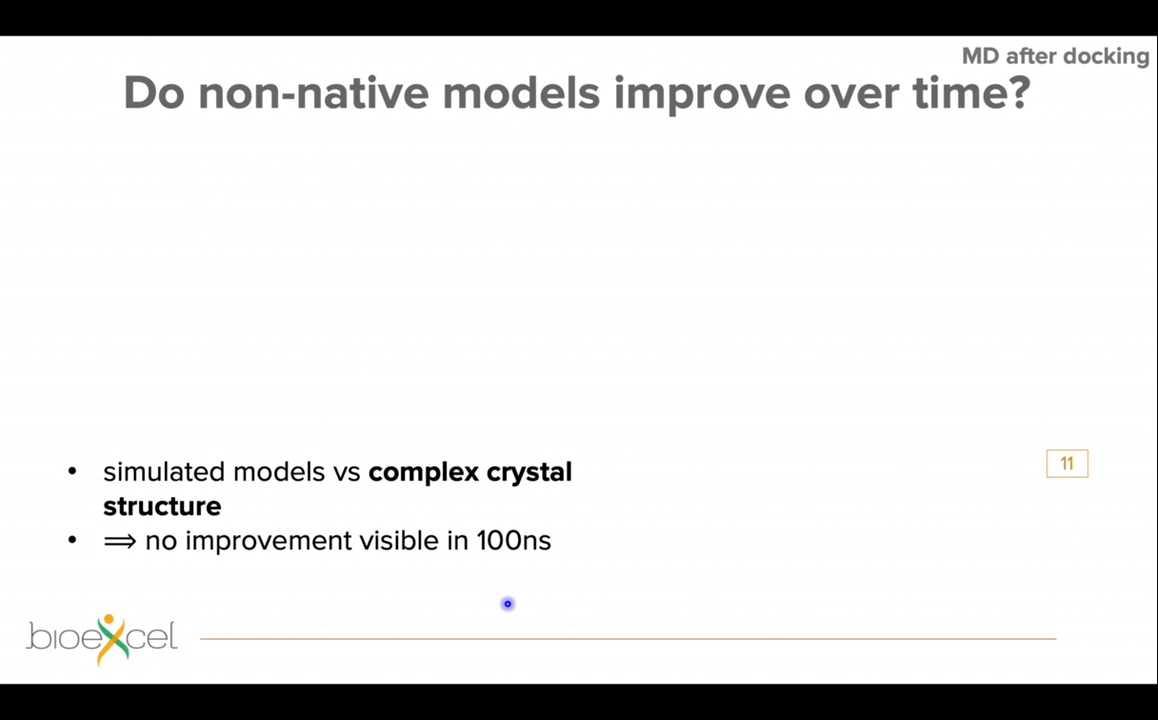 MD after docking
Do non-native models improve over time?
• simulated models vs complex crystal
structure
• ⟹ no improvement visible in 100ns
11
bioexcel